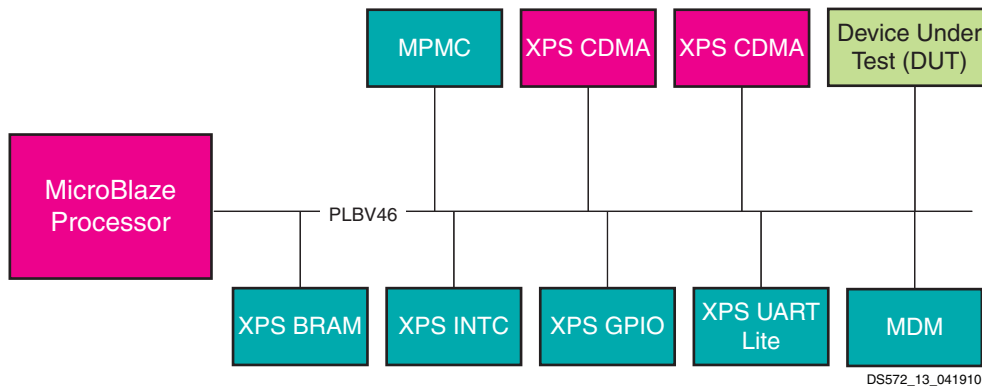 MPMC
XPS CDMA
XPS CDMA
Device Under
Test (DUT)
MicroBlaze
Processor
PLBV46
XPS BRAM
XPS INTC
XPS GPIO
XPS UART
Lite
MDM
DS572_13_041910